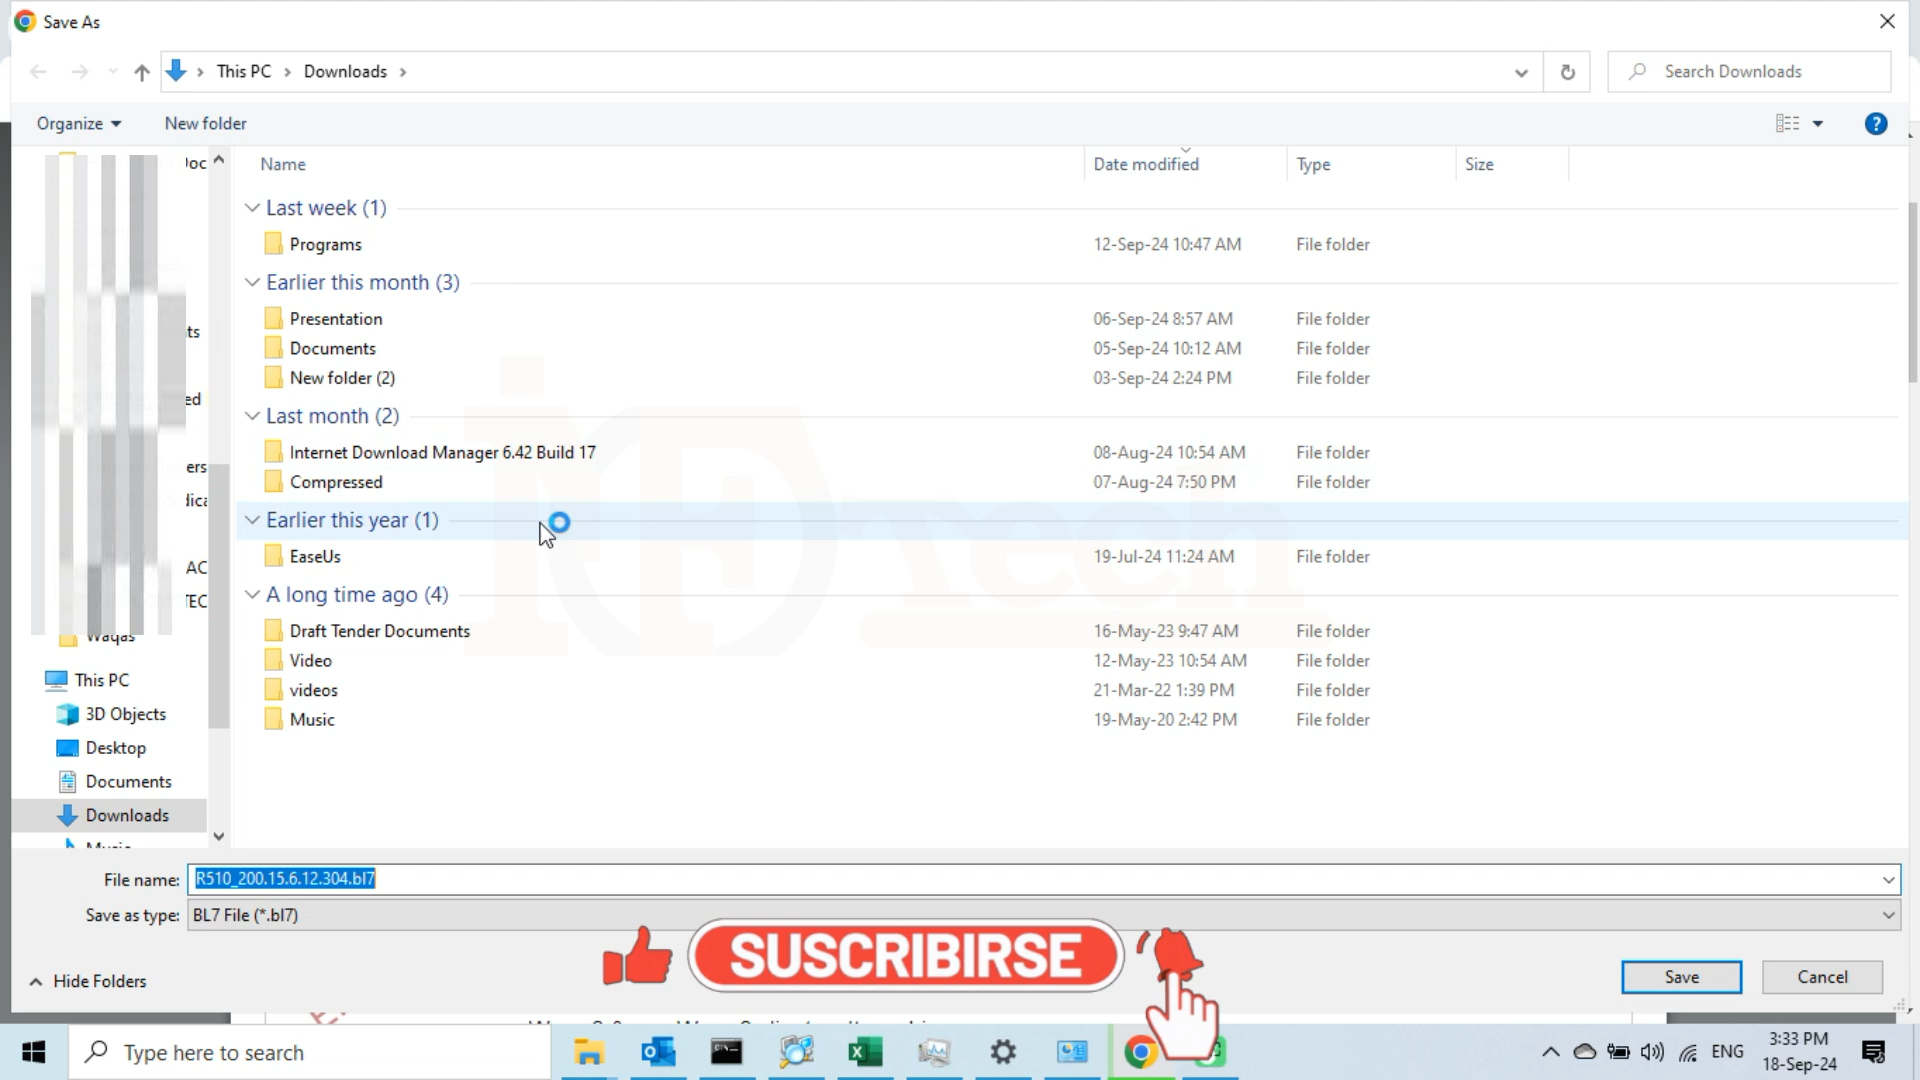 Save As
This PC > Downloads >
Search Downloads
Organize
New folder
Name
Date modified
Type
Size
Last week (1)
Programs 12-Sep-24 10:47 AM File folder
Earlier this month (3)
Presentation 06-Sep-24 8:57 AM File folder
Documents 05-Sep-24 10:12 AM File folder
New folder (2) 03-Sep-24 2:24 PM File folder
Last month (2)
Internet Download Manager 6.42 Build 17 08-Aug-24 10:54 AM File folder
Compressed 07-Aug-24 7:50 PM File folder
Earlier this year (1)
EaseUs 19-Jul-24 11:24 AM File folder
A long time ago (4)
Draft Tender Documents 16-May-23 9:47 AM File folder
Video 12-May-23 10:54 AM File folder
videos 21-Mar-22 1:39 PM File folder
Music 19-May-20 2:42 PM File folder
Waqas
This PC
3D Objects
Desktop
Documents
Downloads
Music
File name: R510_200.15.6.12.304.bl7
Save as type: BL7 File (*.bl7)
SUSCRIBIRSE
Hide Folders
Save
Cancel
Type here to search
ENG
3:33 PM
18-Sep-24